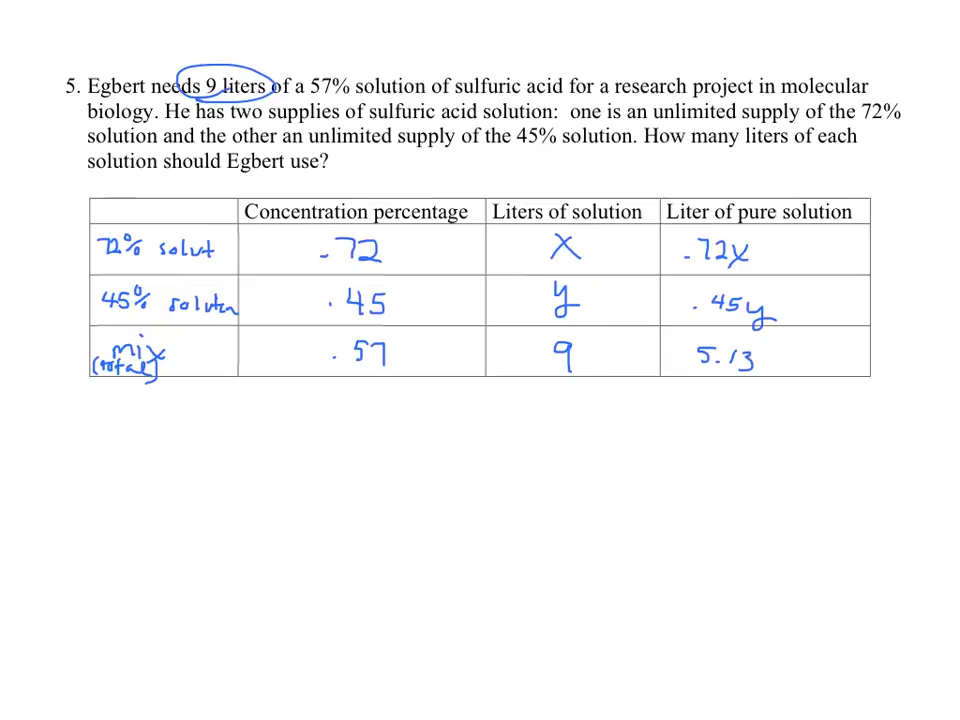 5. Egbert needs 9 liters of a 57% solution of sulfuric acid for a research project in molecular
biology. He has two supplies of sulfuric acid solution: one is an unlimited supply of the 72%
solution and the other an unlimited supply of the 45% solution. How many liters of each
solution should Egbert use?
Concentration percentage Liters of solution Liter of pure solution
72% solut .72 x .72x
45% soluton .45 y .45y
mix .57 9 5.13
(total)